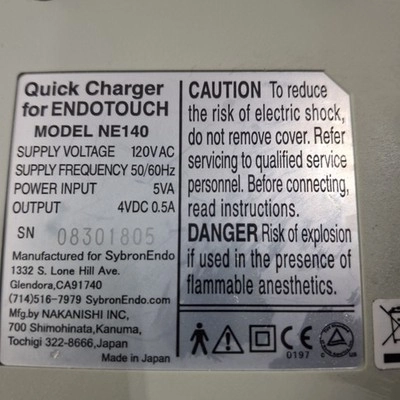 Quick Charger
for ENDOTOUCH
MODEL NE140
SUPPLY VOLTAGE 120V AC
SUPPLY FREQUENCY 50/60Hz
POWER INPUT 5VA
OUTPUT 4VDC 0.5A
SN 08301805
Manufactured for SybronEndo
1332 S. Lone Hill Ave.
Glendora,CA91740
(714)516-7979 SybronEndo.com
Mfg.by NAKANISHI INC,
700 Shimohinata,Kanuma,
Tochigi 322-8666,Japan
Made in Japan
CAUTION To reduce
the risk of electric shock,
do not remove cover. Refer
servicing to qualified service
personnel. Before connecting,
read instructions.
DANGER Risk of explosion
if used in the presence of
flammable anesthetics.
CE
0197